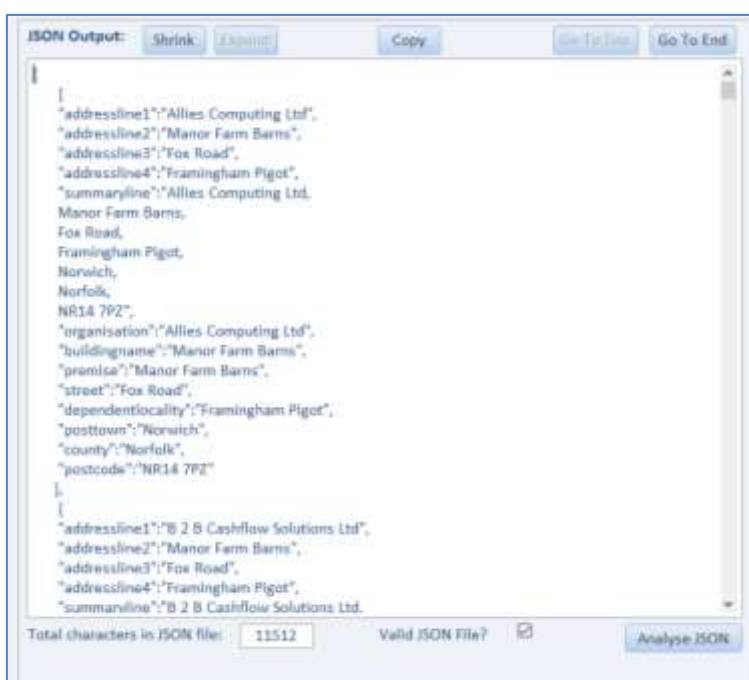 JSON Output: Shrink Expand Copy Go To Top Go To End
[
{
"addressline1":"Allies Computing Ltd",
"addressline2":"Manor Farm Barns",
"addressline3":"Fox Road",
"addressline4":"Framingham Pigot",
"summaryline":"Allies Computing Ltd,
Manor Farm Barns,
Fox Road,
Framingham Pigot,
Norwich,
Norfolk,
NR14 7PZ",
"organisation":"Allies Computing Ltd",
"buildingname":"Manor Farm Barns",
"premise":"Manor Farm Barns",
"street":"Fox Road",
"dependentlocality":"Framingham Pigot",
"posttown":"Norwich",
"county":"Norfolk",
"postcode":"NR14 7PZ"
},
{
"addressline1":"B 2 B Cashflow Solutions Ltd",
"addressline2":"Manor Farm Barns",
"addressline3":"Fox Road",
"addressline4":"Framingham Pigot",
"summaryline":"B 2 B Cashflow Solutions Ltd,
Total characters in JSON file: 11512 Valid JSON File? Analyse JSON